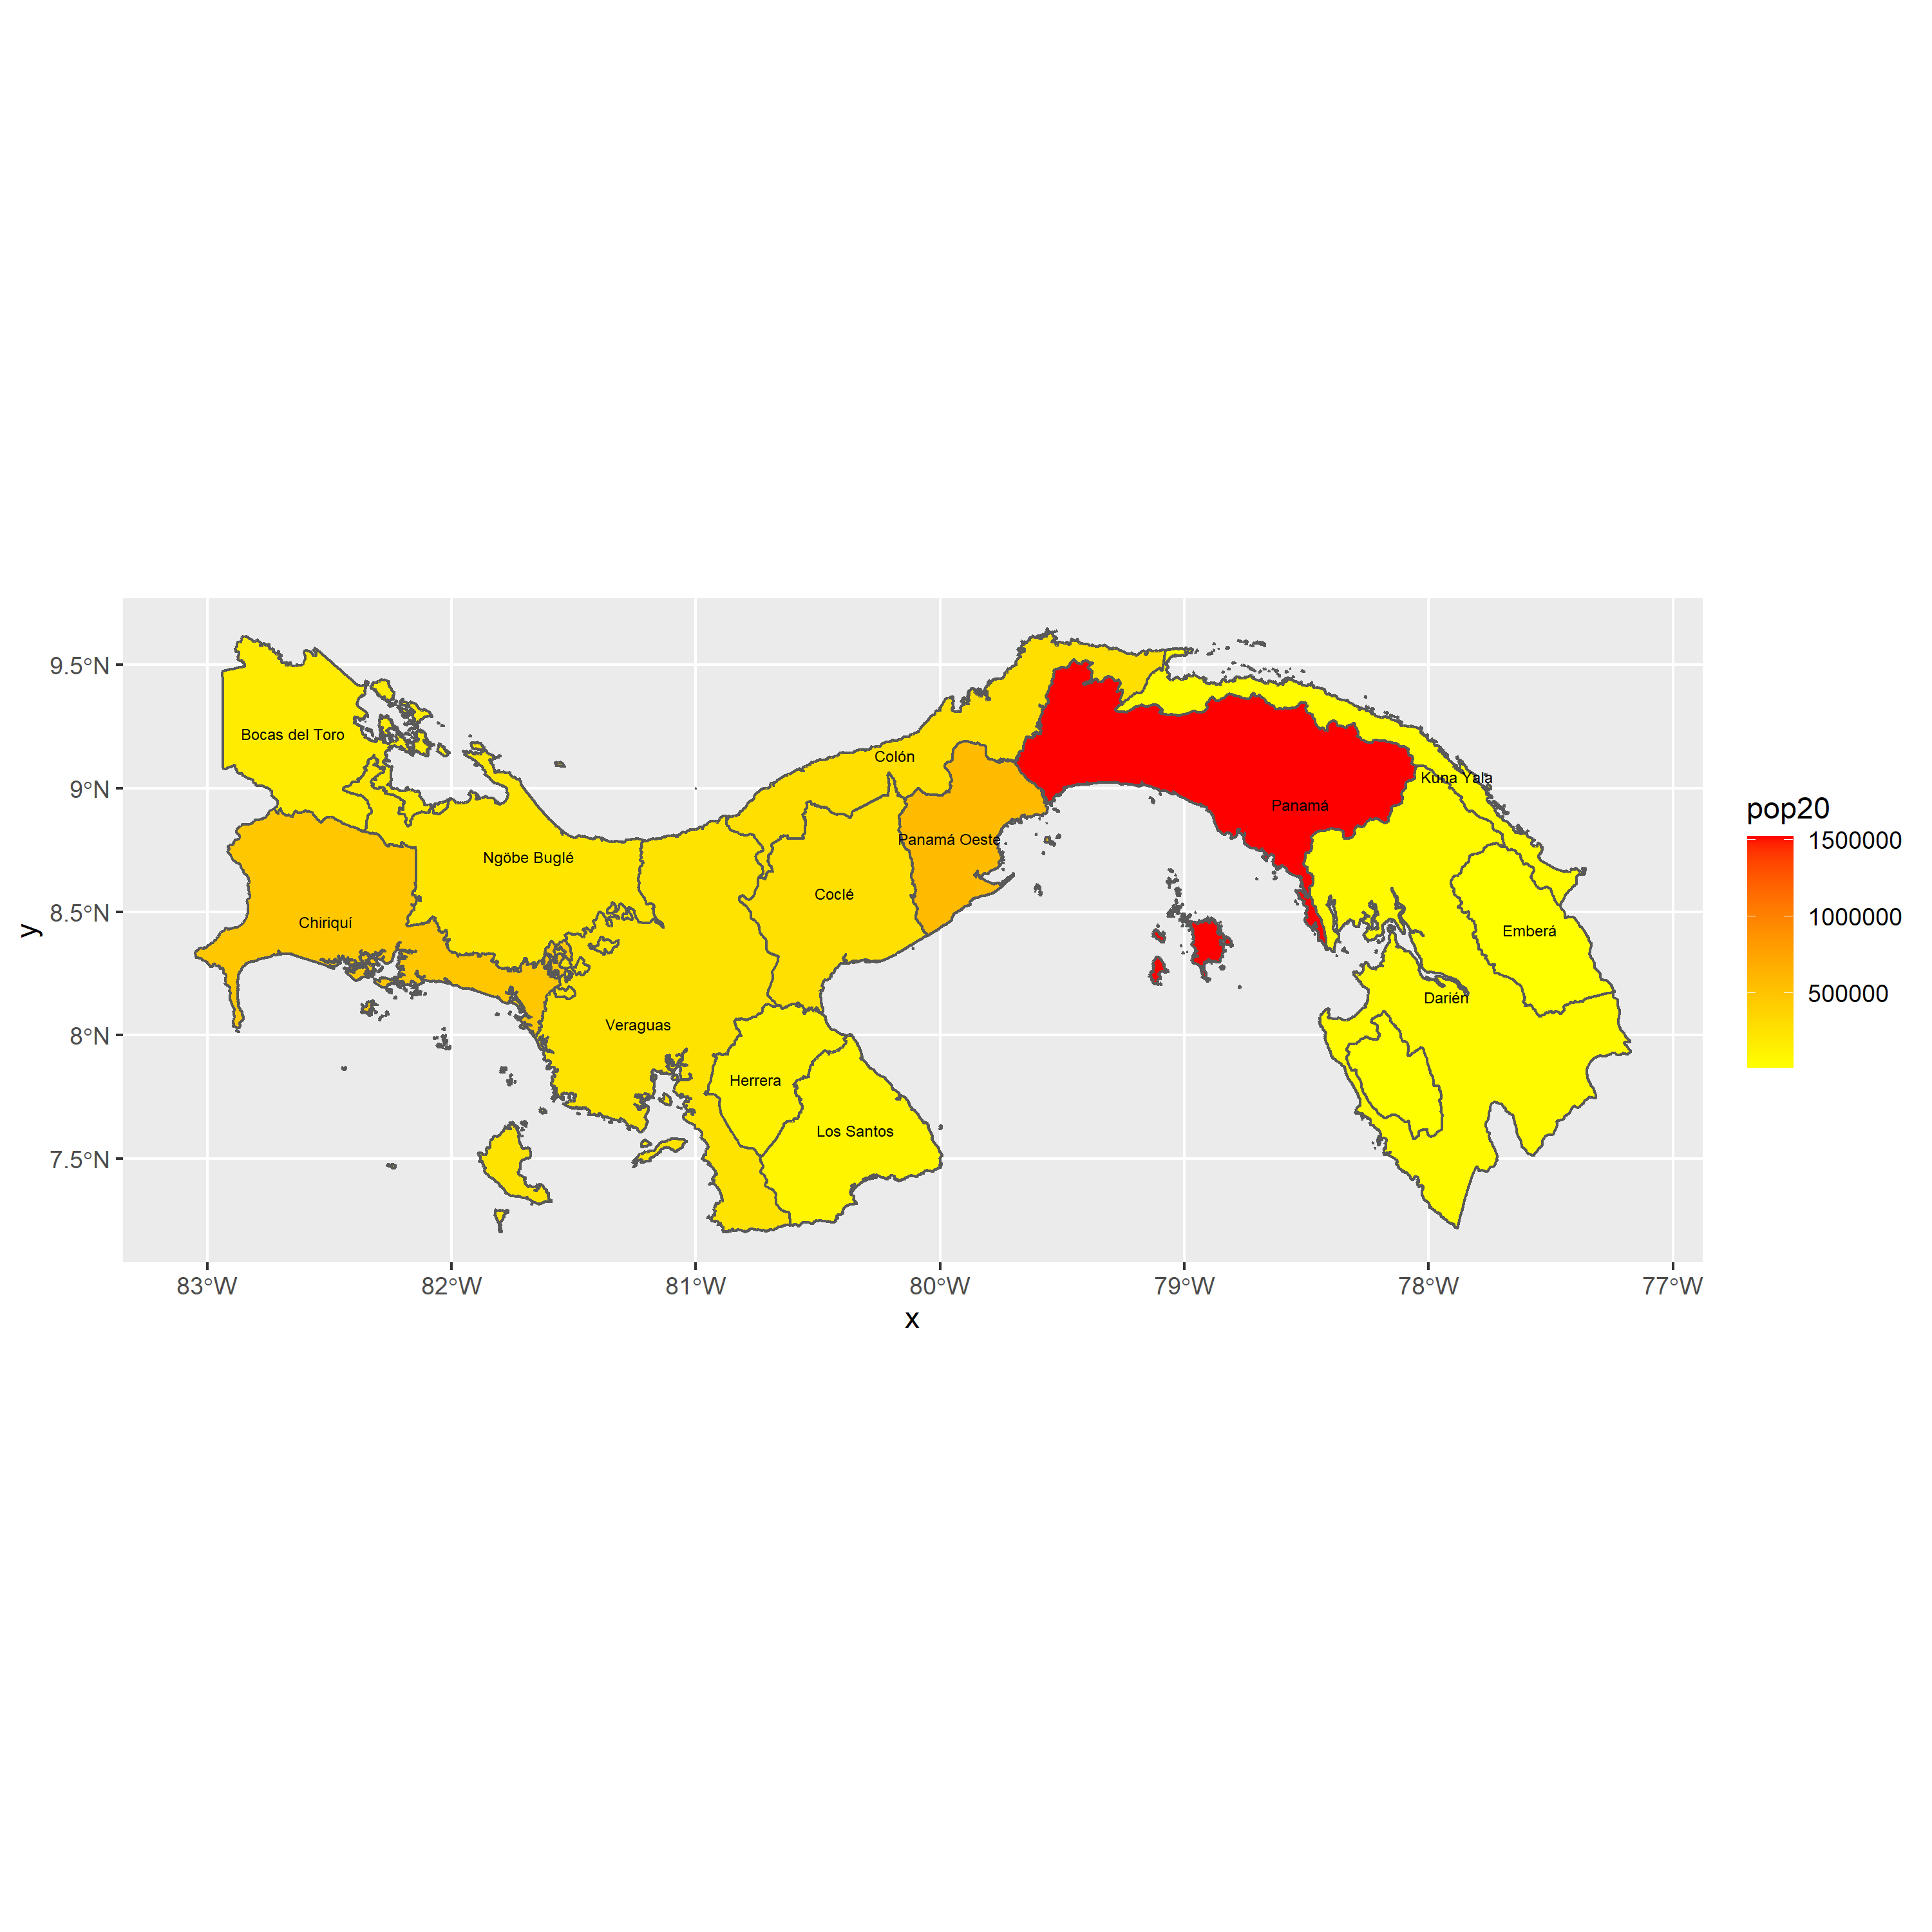 9.5°N
9°N
8.5°N
8°N
7.5°N
y
Bocas del Toro
Colón
Kuna Yala
Panamá
Panamá Oeste
Ngöbe Buglé
Coclé
Chiriquí
Emberá
Darién
Veraguas
Herrera
Los Santos
83°W
82°W
81°W
80°W
79°W
78°W
77°W
x
pop20
1500000
1000000
500000